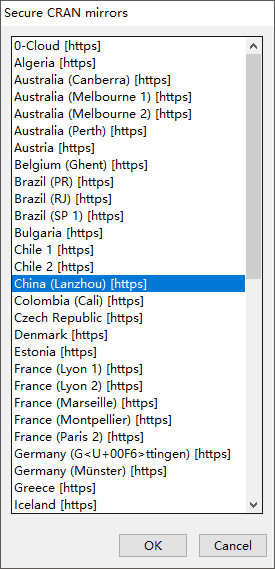 Secure CRAN mirrors
0-Cloud [https]
Algeria [https]
Australia (Canberra) [https]
Australia (Melbourne 1) [https]
Australia (Melbourne 2) [https]
Australia (Perth) [https]
Austria [https]
Belgium (Ghent) [https]
Brazil (PR) [https]
Brazil (RJ) [https]
Brazil (SP 1) [https]
Bulgaria [https]
Chile 1 [https]
Chile 2 [https]
China (Lanzhou) [https]
Colombia (Cali) [https]
Czech Republic [https]
Denmark [https]
Estonia [https]
France (Lyon 1) [https]
France (Lyon 2) [https]
France (Marseille) [https]
France (Montpellier) [https]
France (Paris 2) [https]
Germany (G<U+00F6>ttingen) [https]
Germany (Münster) [https]
Greece [https]
Iceland [https]
OK Cancel